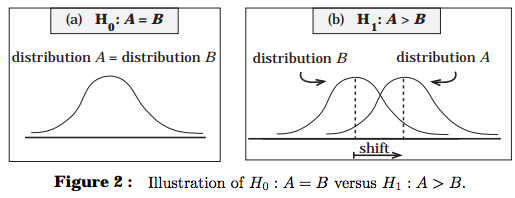 (a) H₀: A = B
distribution A = distribution B
(b) H₁: A > B
distribution B
distribution A
shift
Figure 2 : Illustration of H₀ : A = B versus H₁ : A > B.